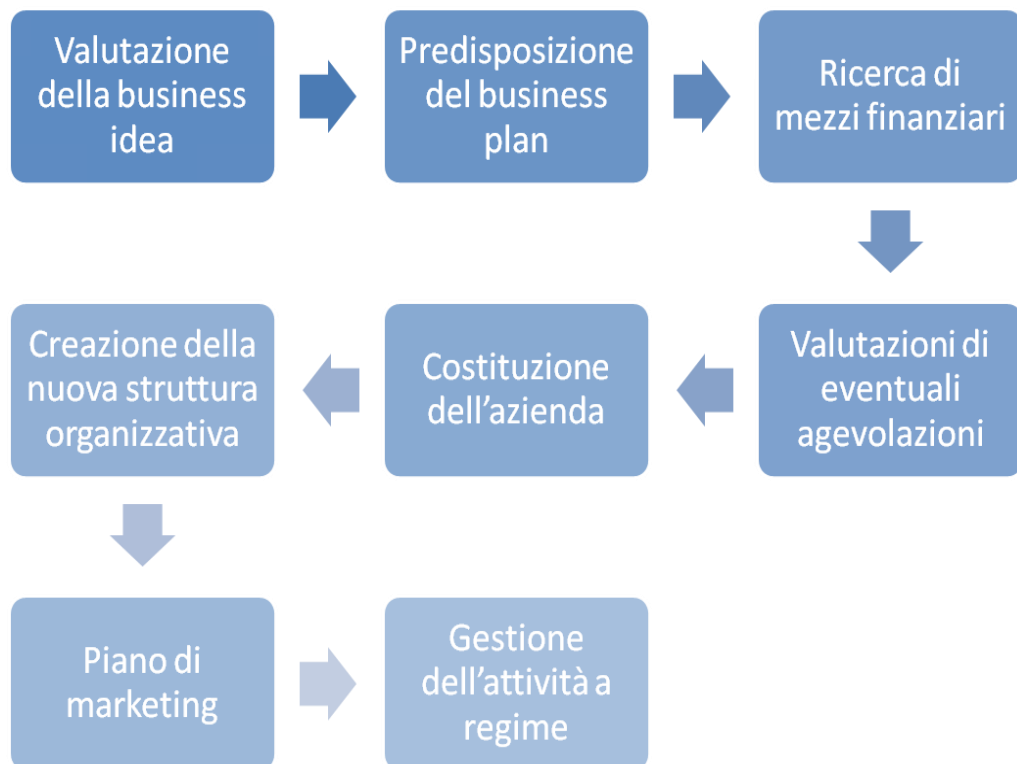 Valutazione
della business
idea
Predisposizione
del business
plan
Ricerca di
mezzi finanziari
Valutazioni di
eventuali
agevolazioni
Costituzione
dell’azienda
Creazione della
nuova struttura
organizzativa
Piano di
marketing
Gestione
dell’attività a
regime